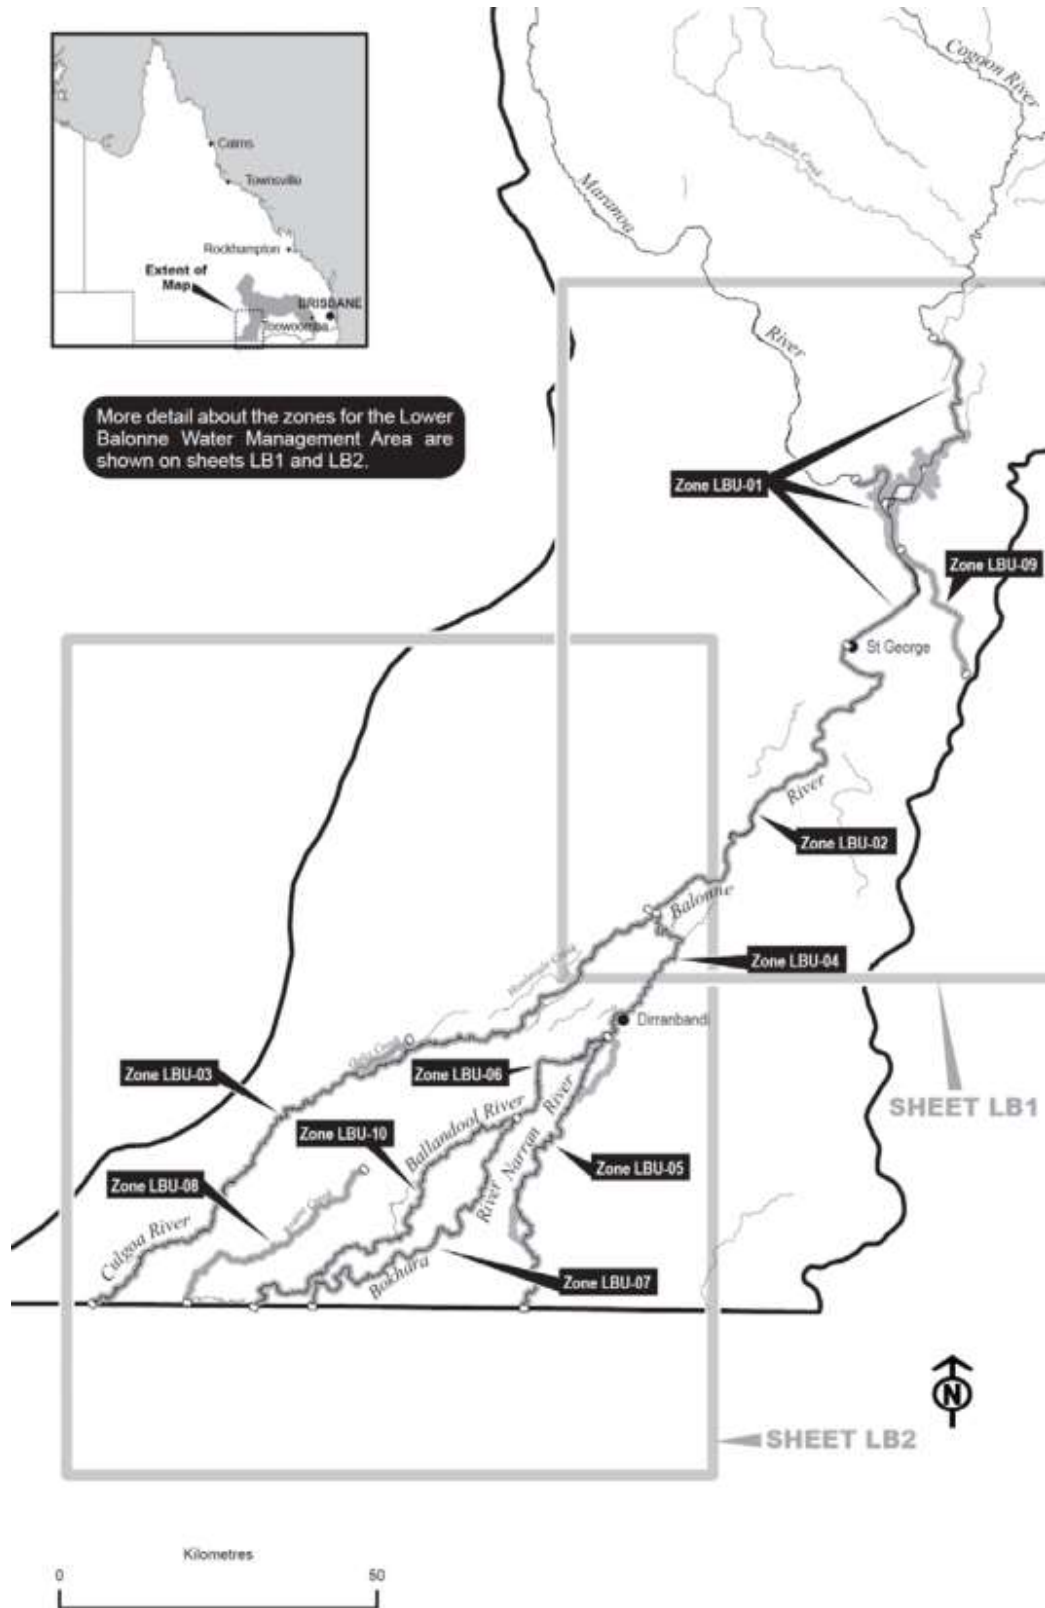 Cogoon River
Cairns
Townsville
Rockhampton
Extent of
Map
BRISBANE
Toowoomba
Maranoa
River
Creek
More detail about the zones for the Lower
Balonne Water Management Area are
shown on sheets LB1 and LB2.
Zone LBU-01
Zone LBU-09
St George
River
Zone LBU-02
Balonne
Zone LBU-04
Dirranbandi
Zone LBU-03
Zone LBU-06
SHEET LB1
Ballandool River
River
Narran
Zone LBU-10
Zone LBU-05
Zone LBU-08
River
Culgoa River
Bokhara
Zone LBU-07
N
SHEET LB2
Kilometres
0
50